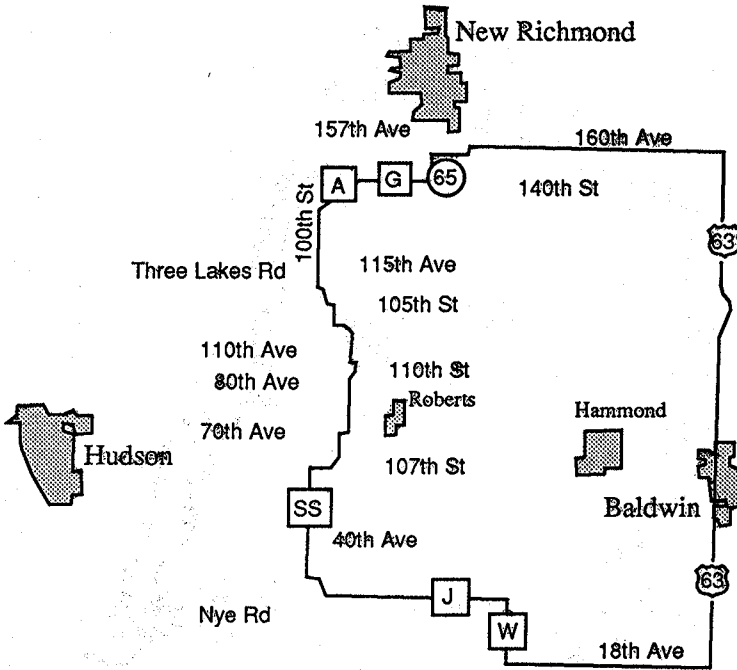 New Richmond
157th Ave
160th Ave
A
G
65
140th St
100th St
63
Three Lakes Rd
115th Ave
105th St
110th Ave
110th St
80th Ave
Roberts
Hammond
70th Ave
Hudson
107th St
Baldwin
SS
40th Ave
63
J
Nye Rd
W
18th Ave